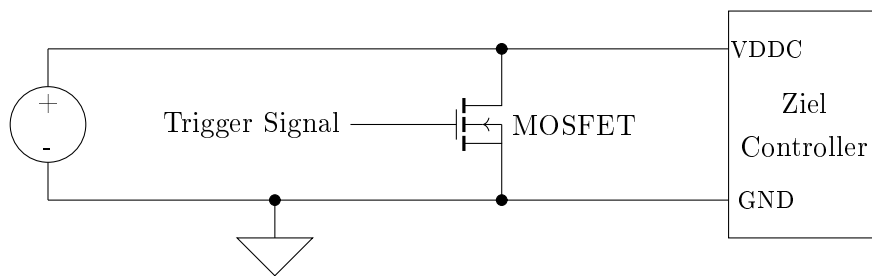 +
-
Trigger Signal
MOSFET
VDDC
Ziel
Controller
GND